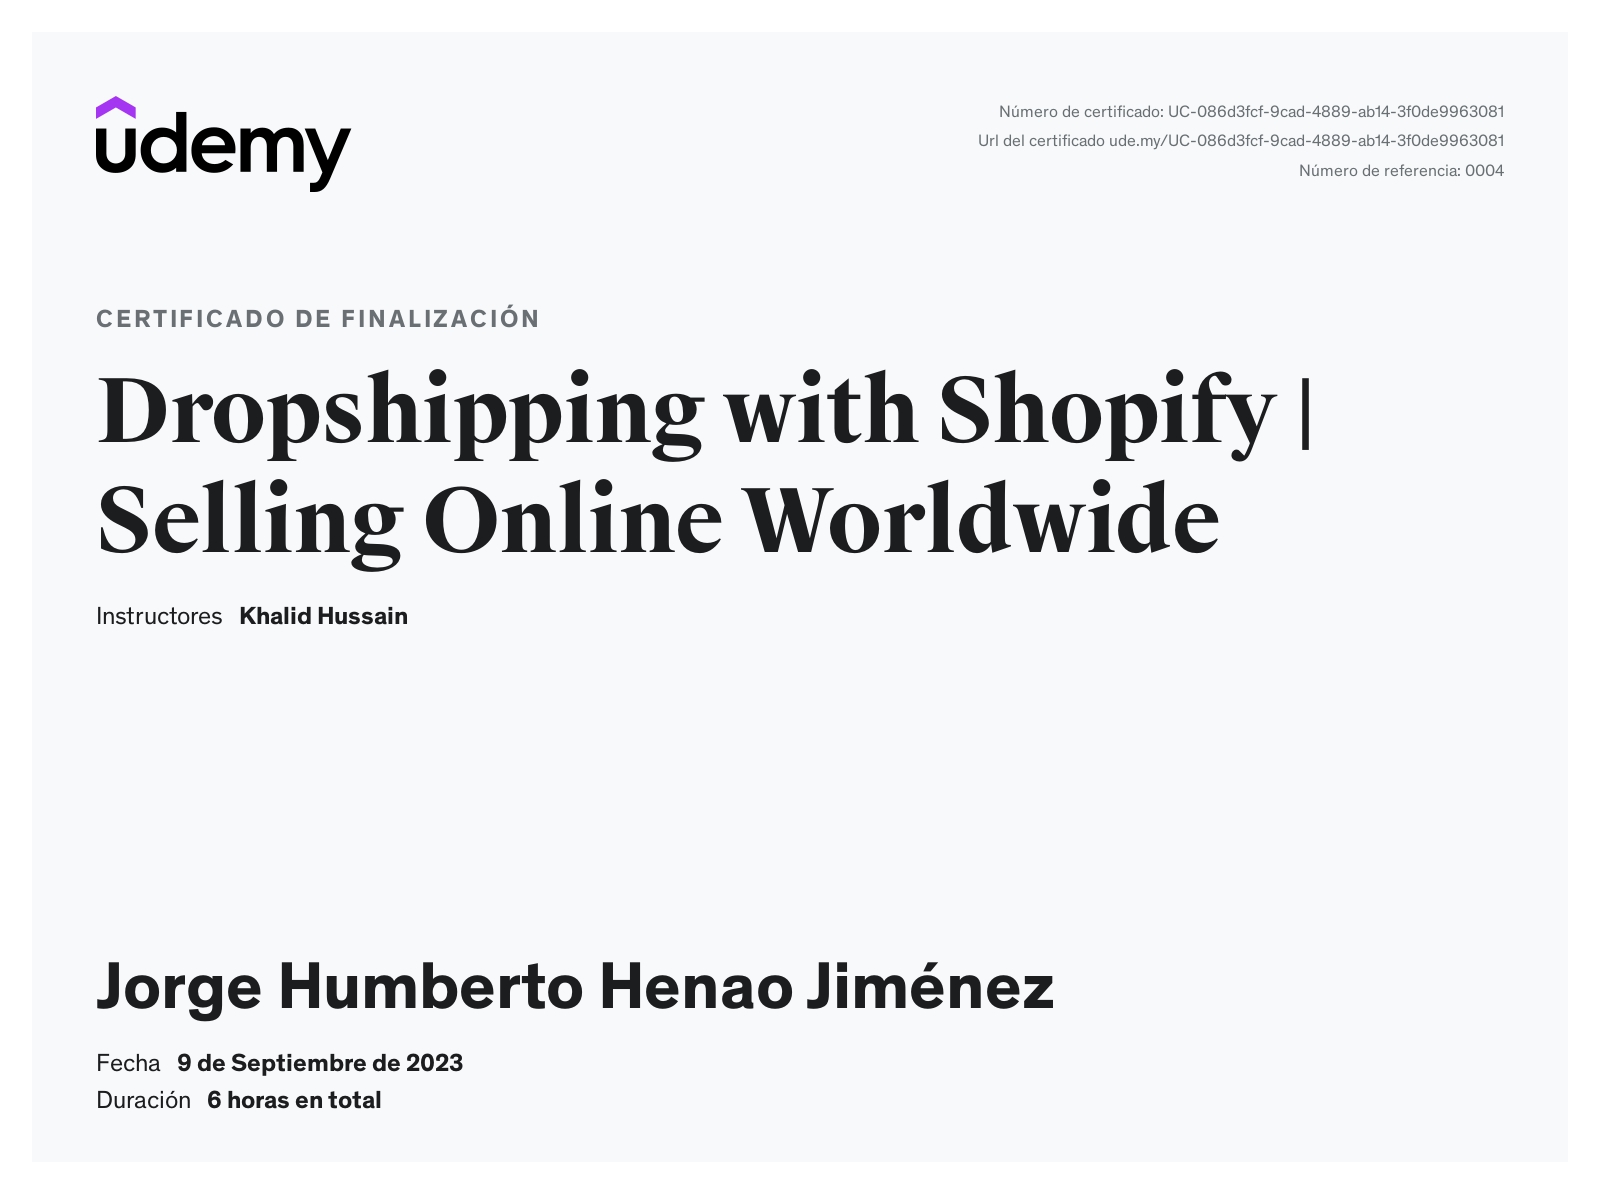 udemy
Número de certificado: UC-086d3fcf-9cad-4889-ab14-3f0de9963081
Url del certificado ude.my/UC-086d3fcf-9cad-4889-ab14-3f0de9963081
Número de referencia: 0004
CERTIFICADO DE FINALIZACIÓN
Dropshipping with Shopify |
Selling Online Worldwide
Instructores Khalid Hussain
Jorge Humberto Henao Jiménez
Fecha 9 de Septiembre de 2023
Duración 6 horas en total